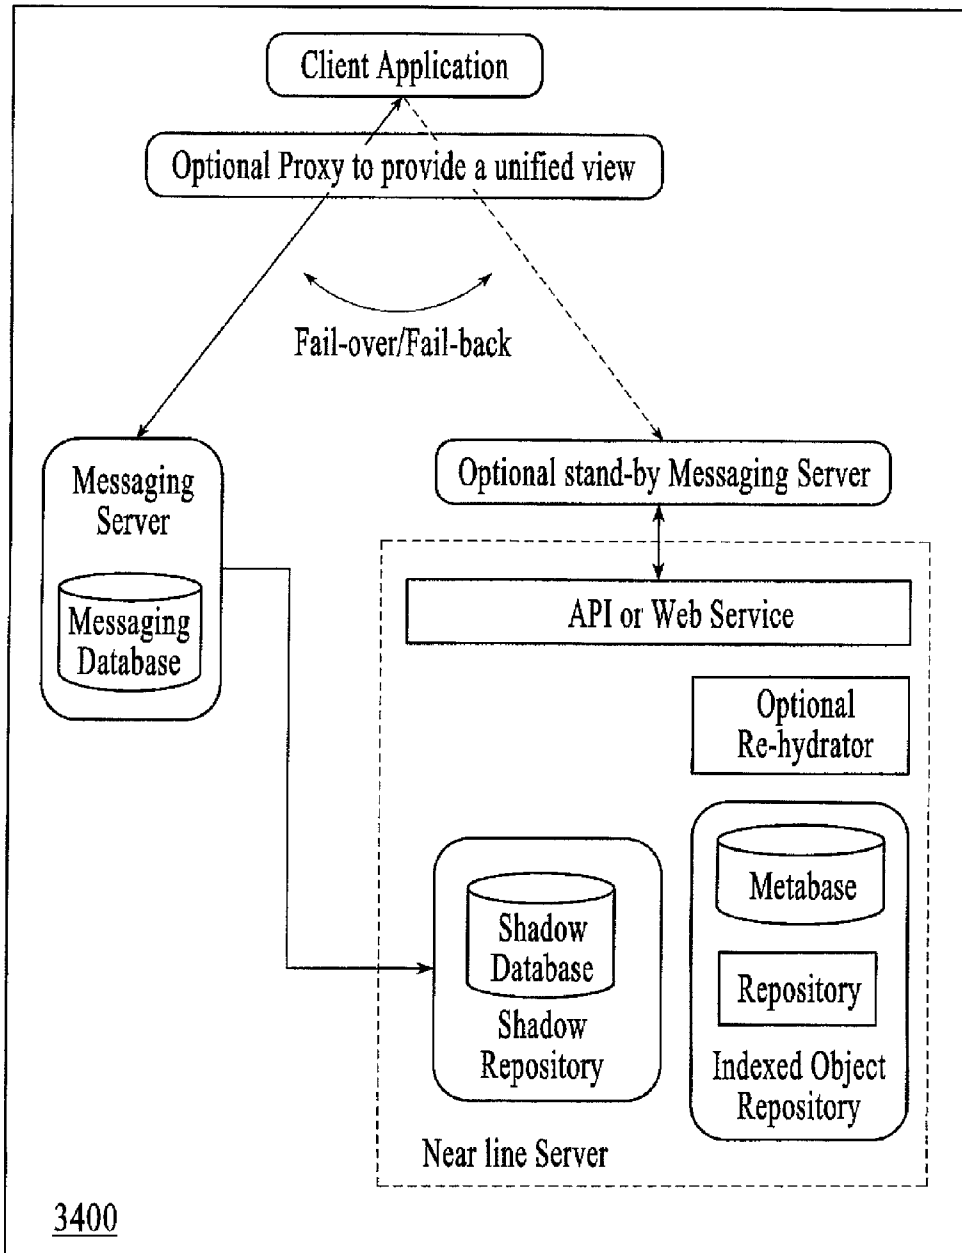 Client Application
Optional Proxy to provide a unified view
Fail-over/Fail-back
Messaging
Server
Messaging
Database
Optional stand-by Messaging Server
API or Web Service
Optional
Re-hydrator
Metabase
Repository
Indexed Object
Repository
Shadow
Database
Shadow
Repository
Near line Server
3400